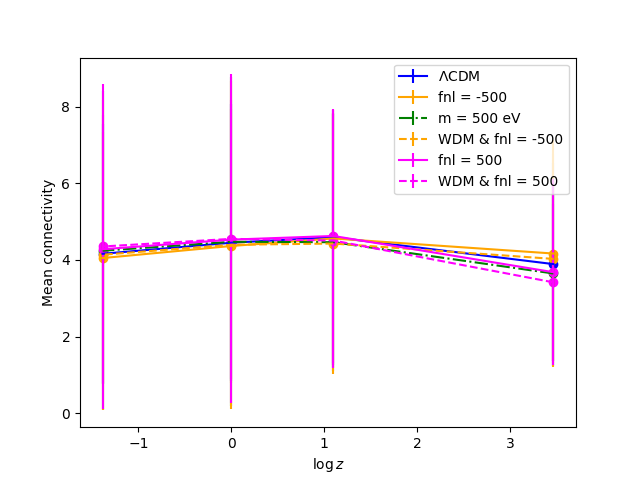 ΛCDM
fnl = -500
m = 500 eV
WDM & fnl = -500
fnl = 500
WDM & fnl = 500
Mean connectivity
8
6
4
2
0
−1 0 1 2 3
log z